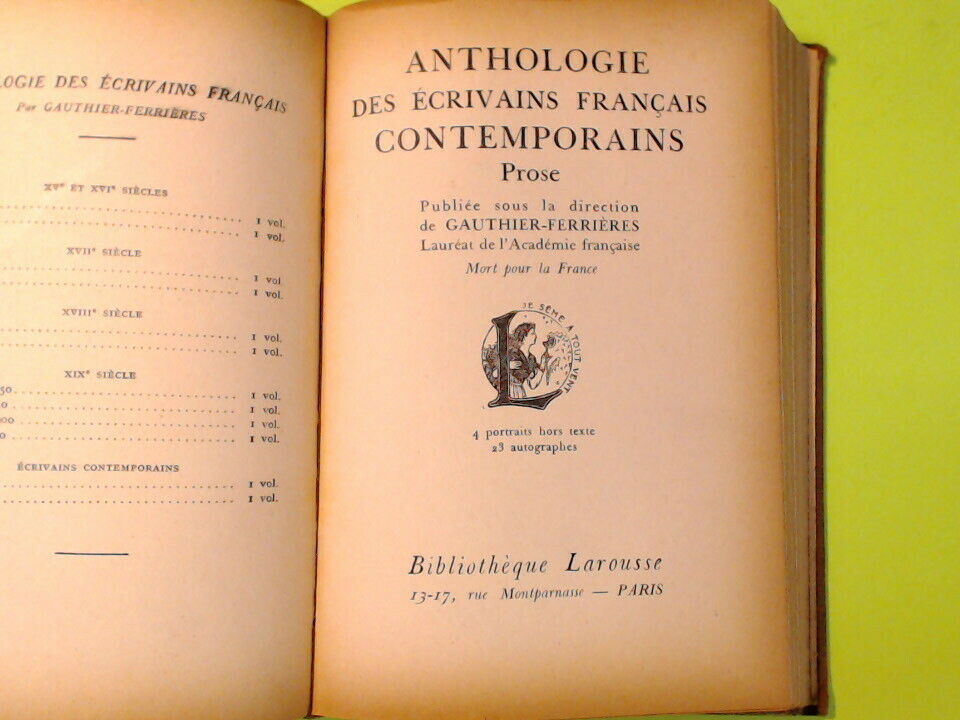 LOGIE DES ÉCRIVAINS FRANÇAIS
Par GAUTHIER-FERRIÈRES
XVe ET XVIe SIÈCLES
1 vol.
1 vol.
XVIIe SIÈCLE
1 vol
1 vol.
XVIIIe SIÈCLE
1 vol.
1 vol.
XIXe SIÈCLE
50 1 vol.
0 1 vol.
00 1 vol.
0 1 vol.
ÉCRIVAINS CONTEMPORAINS
1 vol.
1 vol.
ANTHOLOGIE
DES ÉCRIVAINS FRANÇAIS
CONTEMPORAINS
Prose
Publiée sous la direction
de GAUTHIER-FERRIÈRES
Lauréat de l'Académie française
Mort pour la France
JE SÈME À TOUT VENT
L
4 portraits hors texte
23 autographes
Bibliothèque Larousse
13-17, rue Montparnasse — PARIS